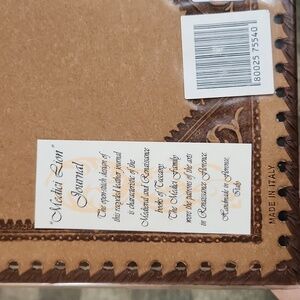 "Medici Lion"
Journal
The open-stitch design of
this recycled leather journal
is characteristic of the
Medieval and Renaissance
books of Tuscany.
The Medici Family
were the patrons of the arts
in Renaissance Florence.
Handmade in Florence,
Italy
80025 75540
MADE IN ITALY